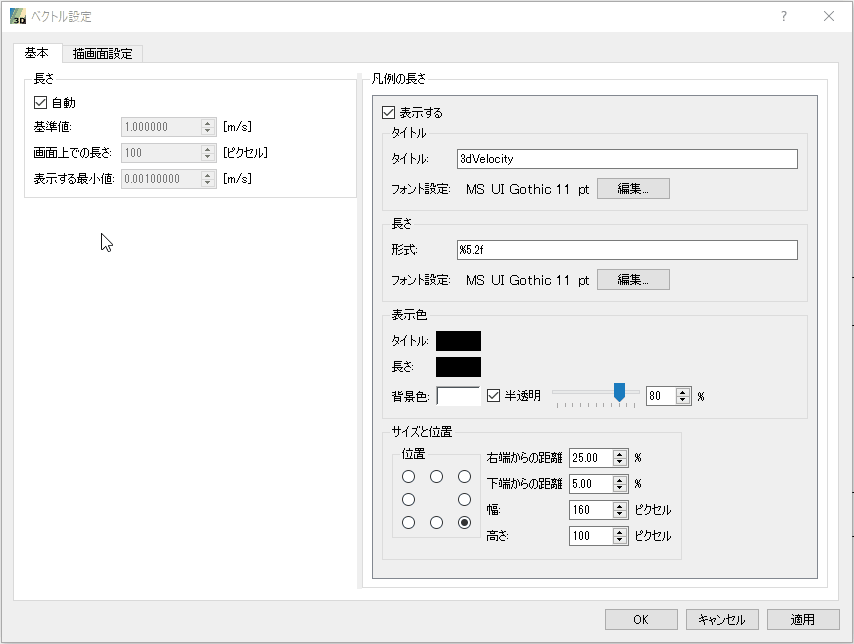 3D ベクトル設定 ?
基本 描画面設定
長さ
自動
基準値: 1.000000 [m/s]
画面上での長さ: 100 [ピクセル]
表示する最小値: 0.00100000 [m/s]
凡例の長さ
表示する
タイトル
タイトル: 3dVelocity
フォント設定: MS UI Gothic 11 pt 編集...
長さ
形式: %5.2f
フォント設定: MS UI Gothic 11 pt 編集...
表示色
タイトル:
長さ:
背景色: 半透明 80 %
サイズと位置
位置
右端からの距離 25.00 %
下端からの距離 5.00 %
幅: 160 ピクセル
高さ: 100 ピクセル
OK キャンセル 適用